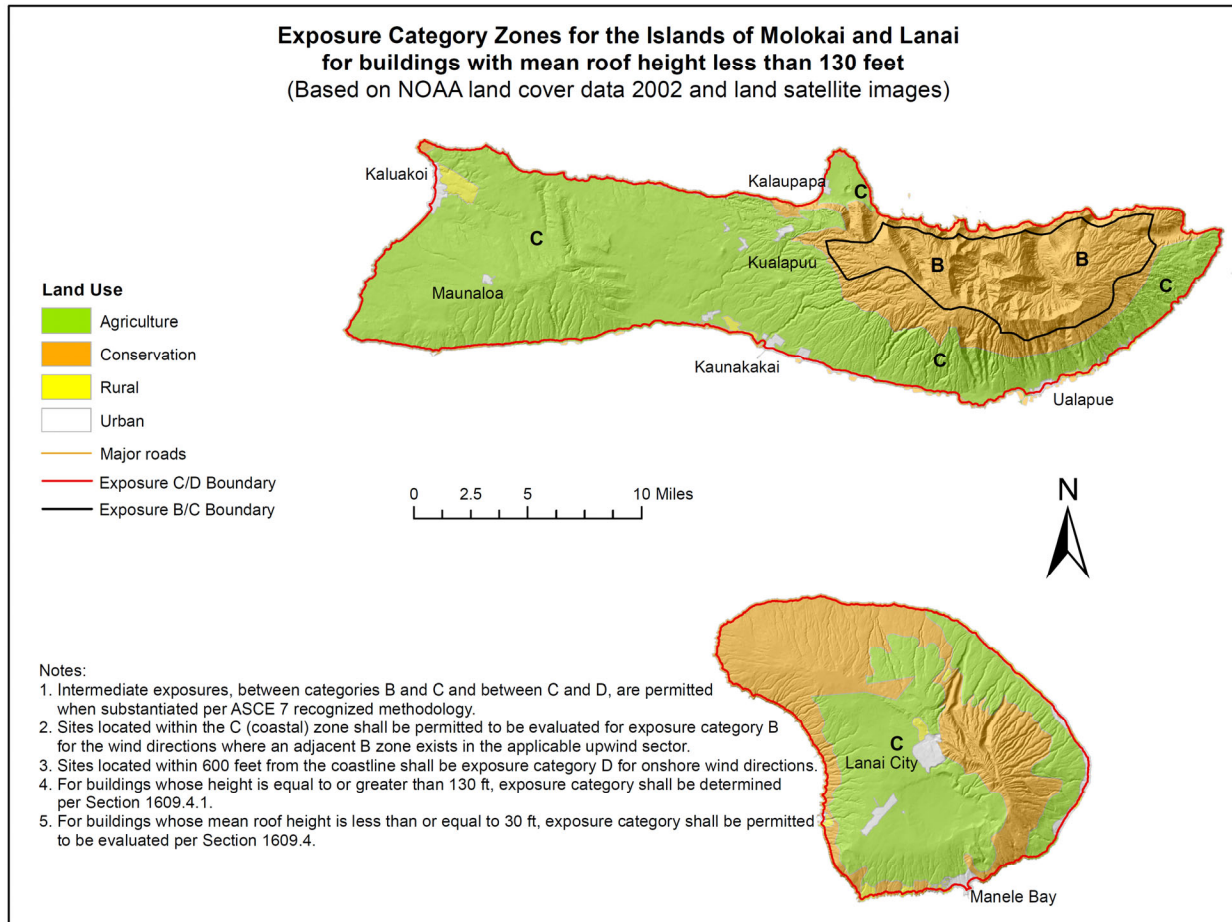 Exposure Category Zones for the Islands of Molokai and Lanai
for buildings with mean roof height less than 130 feet
(Based on NOAA land cover data 2002 and land satellite images)
Kaluakoi
Kalaupapa
C
C
Kualapuu
B
B
C
Maunaloa
Kaunakakai
C
Ualapue
Land Use
Agriculture
Conservation
Rural
Urban
Major roads
Exposure C/D Boundary
Exposure B/C Boundary
0 2.5 5 10 Miles
N
Notes:
1. Intermediate exposures, between categories B and C and between C and D, are permitted
when substantiated per ASCE 7 recognized methodology.
2. Sites located within the C (coastal) zone shall be permitted to be evaluated for exposure category B
for the wind directions where an adjacent B zone exists in the applicable upwind sector.
3. Sites located within 600 feet from the coastline shall be exposure category D for onshore wind directions.
4. For buildings whose height is equal to or greater than 130 ft, exposure category shall be determined
per Section 1609.4.1.
5. For buildings whose mean roof height is less than or equal to 30 ft, exposure category shall be permitted
to be evaluated per Section 1609.4.
C
Lanai City
Manele Bay